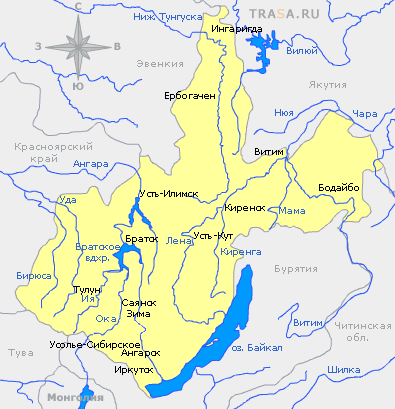 С
TRASA.RU
Ниж. Тунгуска
Ингаригда
З
В
Вилюй
Эвенкия
Ю
Якутия
Ербогачен
Нюя
Чара
Красноярский
край
Витим
Ангара
Бодайбо
Усть-Илимск
Уда
Киренск
Мама
Братск
Лена
Усть-Кут
Братское
вдхр.
Киренга
Бирюса
Бурятия
Тулун
Ия
Саянск
Зима
Ока
Витим
Читинская
обл.
Усолье-Сибирское
оз. Байкал
Тува
Ангарск
Иркутск
Шилка
Монголия